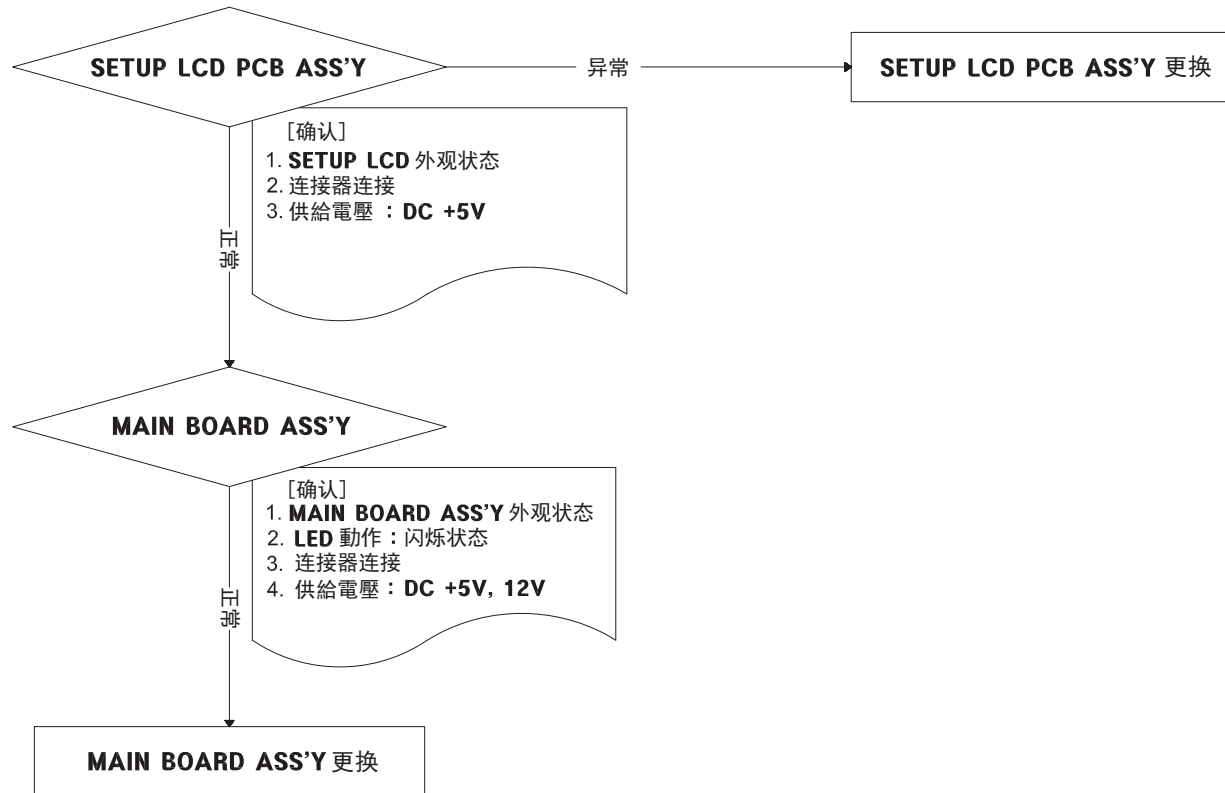 SETUP LCD PCB ASS'Y
异常
SETUP LCD PCB ASS'Y 更换
[确认]
1. SETUP LCD 外观状态
2. 连接器连接
3. 供給電壓 : DC +5V
正常
MAIN BOARD ASS'Y
[确认]
1. MAIN BOARD ASS'Y 外观状态
2. LED 動作 : 闪烁状态
3. 连接器连接
4. 供給電壓 : DC +5V, 12V
正常
MAIN BOARD ASS'Y 更换